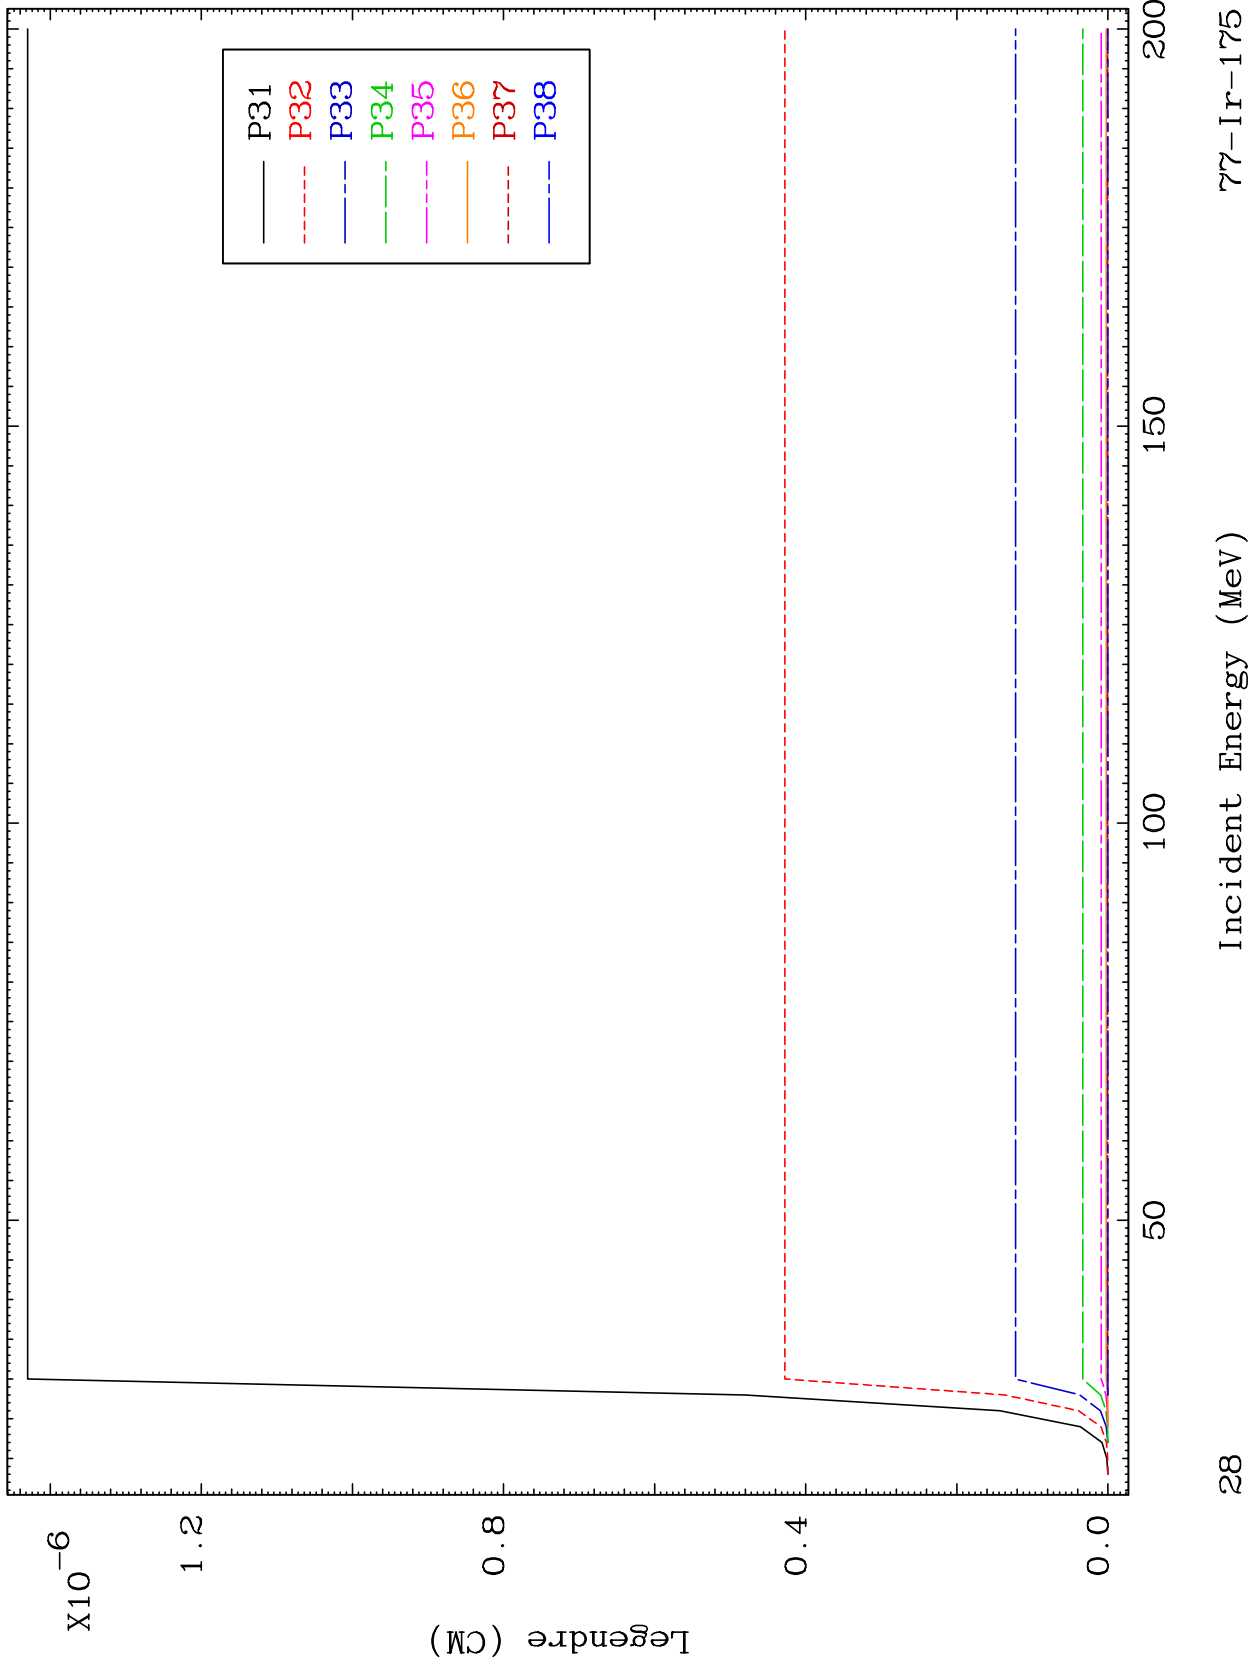 X10-6
1.2
0.8
0.4
0.0
Legendre (CM)
P31
P32
P33
P34
P35
P36
P37
P38
50
100
150
200
28
Incident Energy (MeV)
77-Ir-175